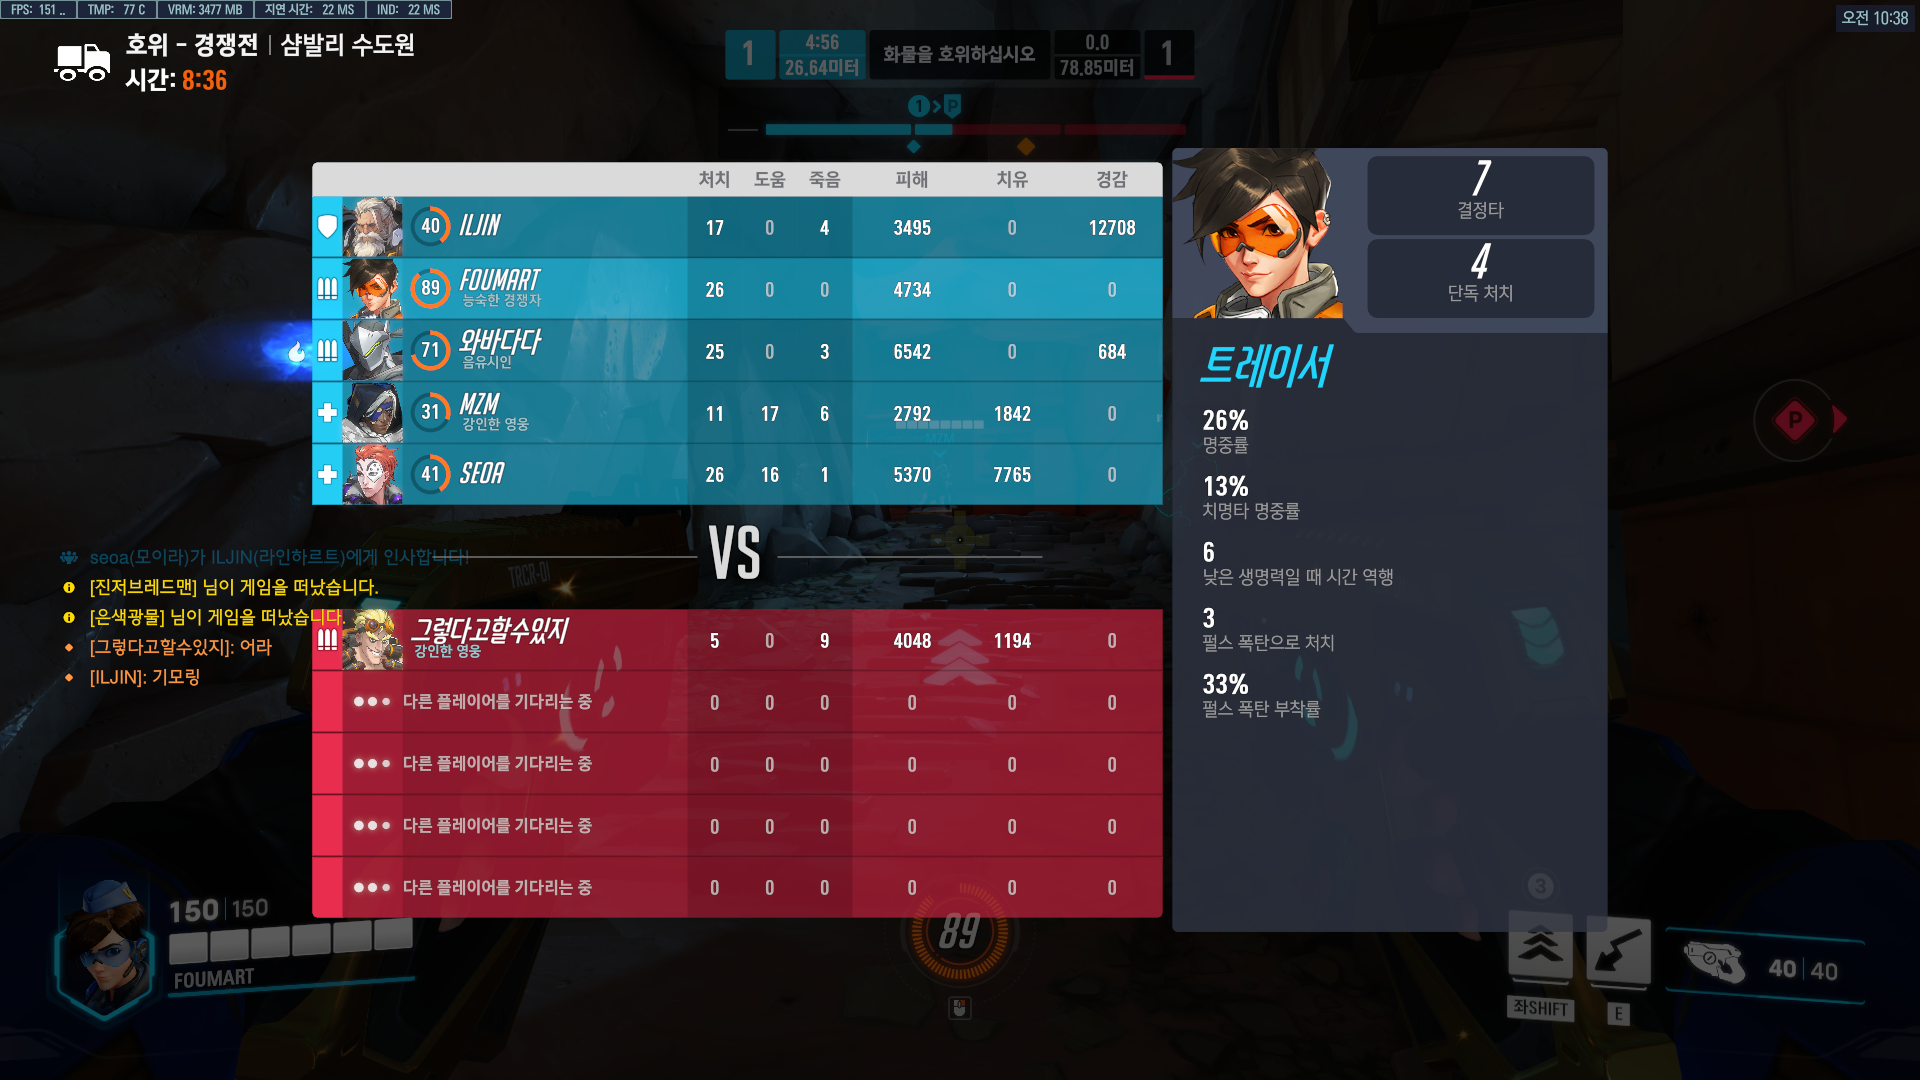 FPS: 151 .. TMP: 77 C VRM: 3477 MB 지연 시간: 22 MS IND: 22 MS
오전 10:38
호위 - 경쟁전 | 샴발리 수도원
시간: 8:36
1 4:56 화물을 호위하십시오 0.0 1
26.64미터 78.85미터
1 > P
처치 도움 죽음 피해 치유 경감
40 ILJIN 17 0 4 3495 0 12708
89 FOUMART 26 0 0 4734 0 0
능숙한 경쟁자
71 와바다다 25 0 3 6542 0 684
음유시인
31 MZM 11 17 6 2792 1842 0
강인한 영웅
41 SEOA 26 16 1 5370 7765 0
VS
그렇다고할수있지 5 0 9 4048 1194 0
강인한 영웅
다른 플레이어를 기다리는 중 0 0 0 0 0 0
다른 플레이어를 기다리는 중 0 0 0 0 0 0
다른 플레이어를 기다리는 중 0 0 0 0 0 0
다른 플레이어를 기다리는 중 0 0 0 0 0 0
7
결정타
4
단독 처치
트레이서
26%
명중률
13%
치명타 명중률
6
낮은 생명력일 때 시간 역행
3
펄스 폭탄으로 처치
33%
펄스 폭탄 부착률
P
MZM
TRCR-01
seoa(모이라)가 ILJIN(라인하르트)에게 인사합니다!
[진저브레드맨] 님이 게임을 떠났습니다.
[은색광물] 님이 게임을 떠났습니다.
[그렇다고할수있지]: 어라
[ILJIN]: 기모링
150 | 150
FOUMART
89
3
좌SHIFT
E
40 | 40